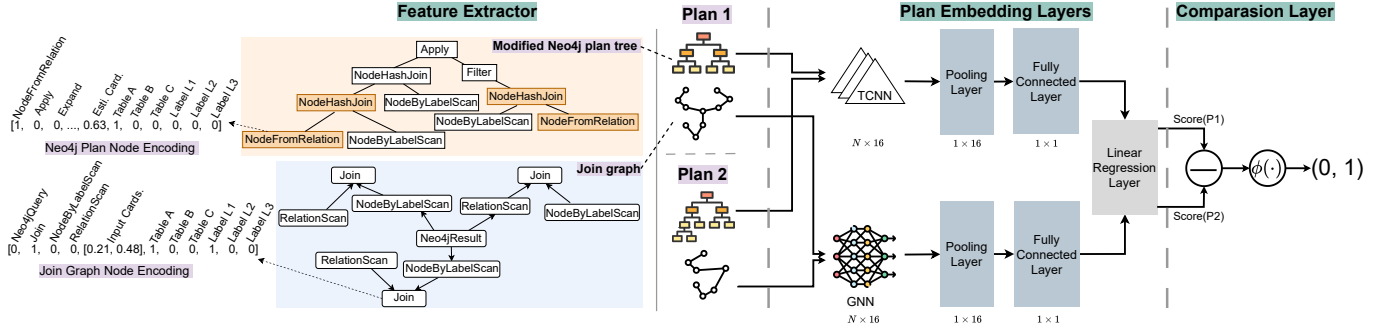 Feature Extractor
Plan 1
Plan Embedding Layers
Comparasion Layer
NodeFromRelation
Apply
Expand
Estl. Card.
Table A
Table B
Table C
Label L1
Label L2
Label L3
[1, 0, 0, ..., 0.63, 1, 0, 0, 0, 0, 0]
Neo4j Plan Node Encoding
Apply
NodeHashJoin
Filter
NodeHashJoin
NodeByLabelScan
NodeHashJoin
NodeFromRelation
NodeByLabelScan
NodeByLabelScan
NodeFromRelation
Modified Neo4j plan tree
Join graph
Neo4jQuery
Join
NodeByLabelScan
RelationScan
Input Cards.
Table A
Table B
Table C
Label L1
Label L2
Label L3
[0, 1, 0, 0, [0.21, 0.48], 1, 0, 0, 1, 0, 0]
Join Graph Node Encoding
Join
Join
RelationScan
NodeByLabelScan
RelationScan
NodeByLabelScan
Neo4jResult
RelationScan
NodeByLabelScan
Join
Plan 2
TCNN
N × 16
Pooling
Layer
1 × 16
Fully
Connected
Layer
1 × 1
GNN
N × 16
Pooling
Layer
1 × 16
Fully
Connected
Layer
1 × 1
Linear
Regression
Layer
Score(P1)
Score(P2)
—
ϕ(·)
(0, 1)